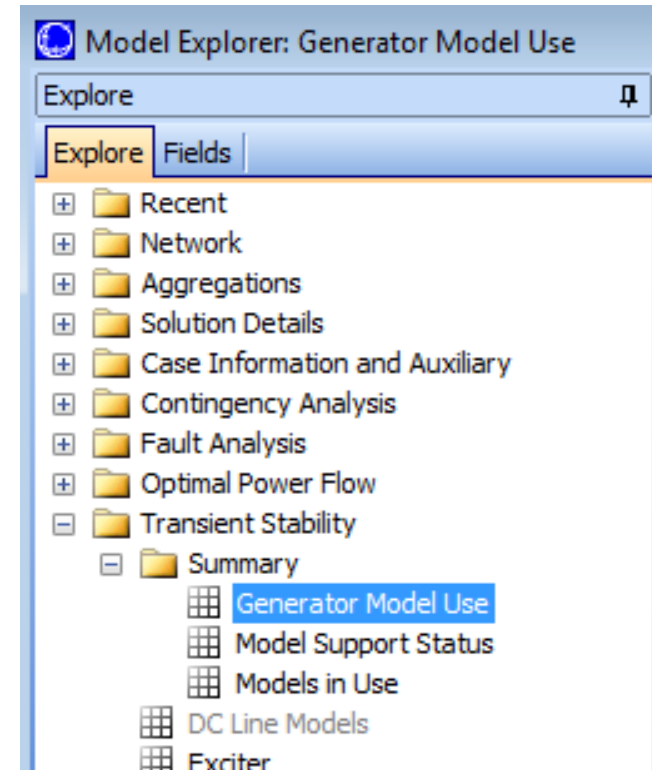 Model Explorer: Generator Model Use
Explore
Explore Fields
Recent
Network
Aggregations
Solution Details
Case Information and Auxiliary
Contingency Analysis
Fault Analysis
Optimal Power Flow
Transient Stability
Summary
Generator Model Use
Model Support Status
Models in Use
DC Line Models
Exciter